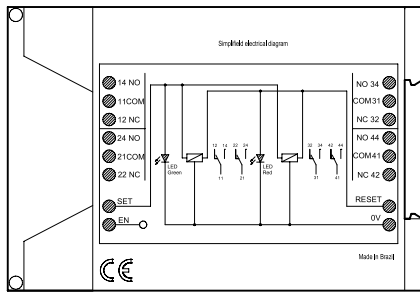 Simplifield electrical diagram
14 NO
11COM
12 NC
24 NO
21COM
22 NC
SET
EN
LED
Green
12 14
11
22 24
21
LED
Red
32 34
31
42 44
41
NO 34
COM31
NC 32
NO 44
COM41
NC 42
RESET
0V
Made in Brazil
CE